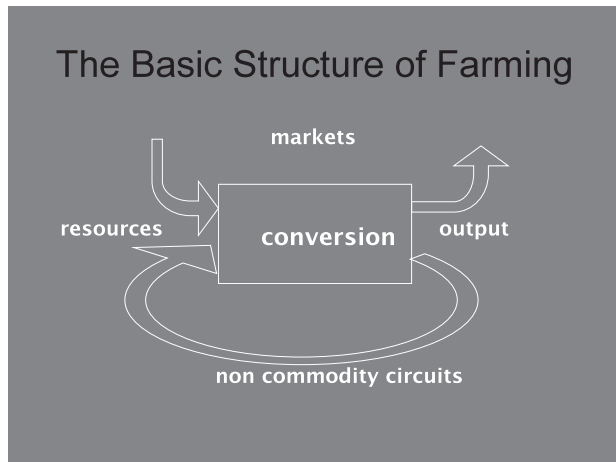 The Basic Structure of Farming
markets
resources
conversion
output
non commodity circuits